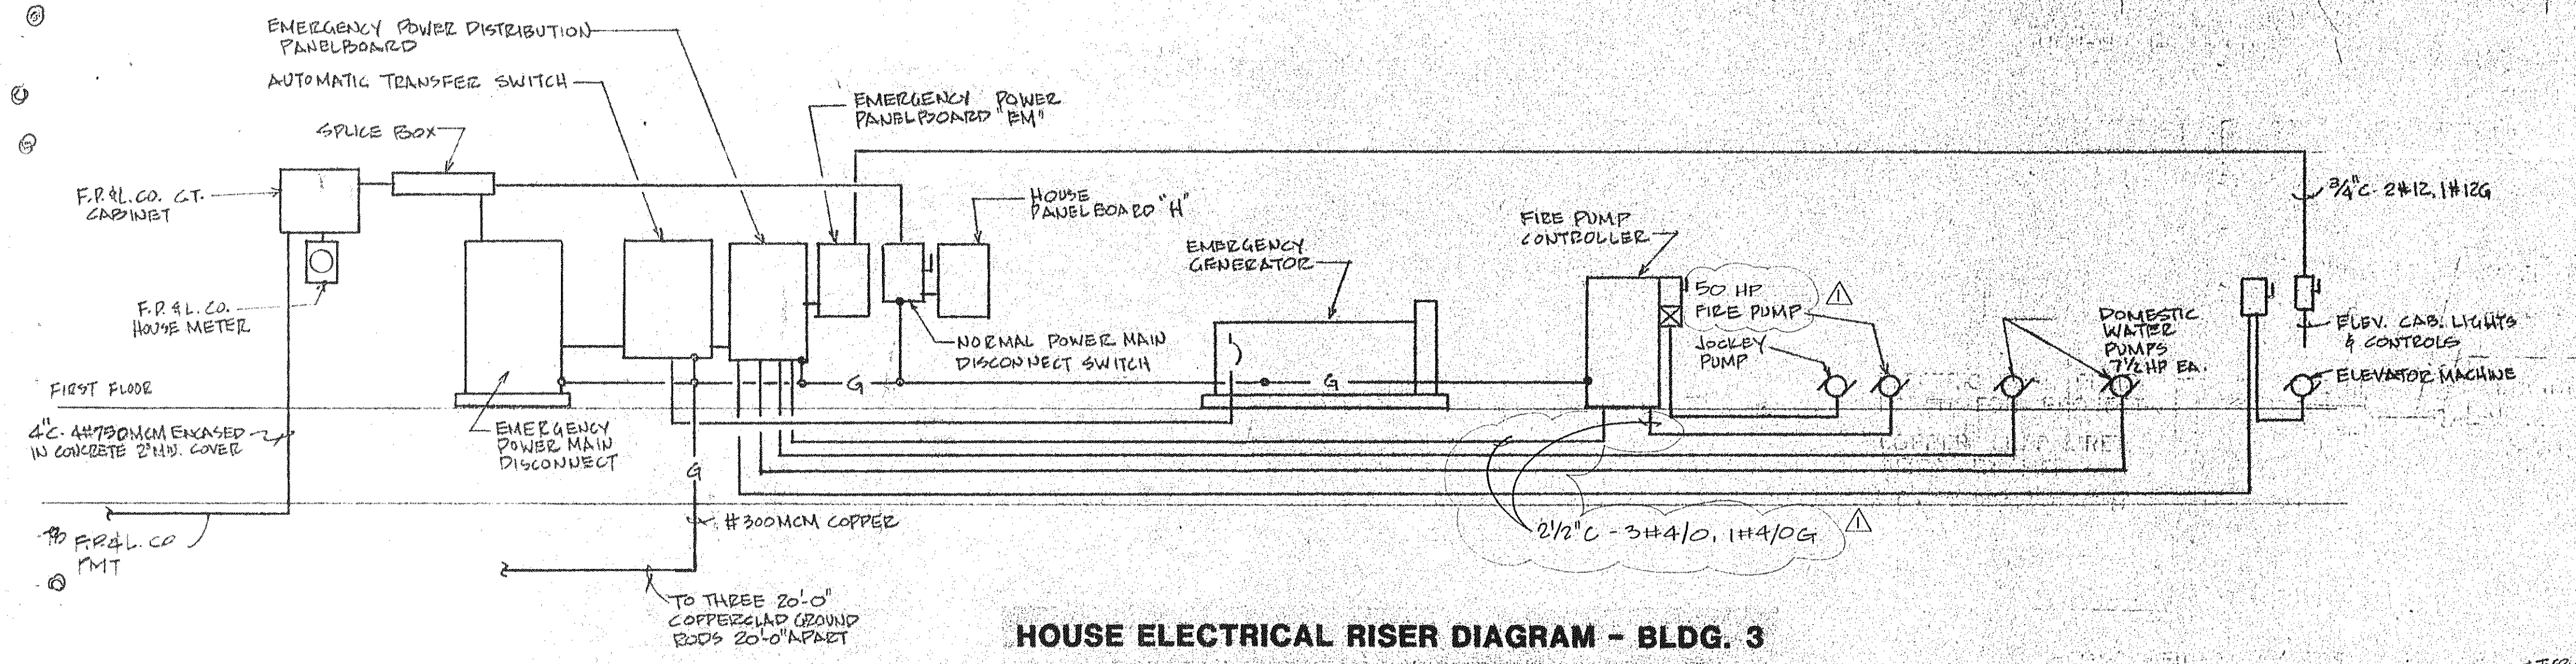 EMERGENCY POWER DISTRIBUTION
PANELBOARD
AUTOMATIC TRANSFER SWITCH
SPLICE BOX
EMERGENCY POWER
PANELBOARD "EM"
F.P.&L.CO. C.T.
CABINET
HOUSE
PANELBOARD "H"
F.P.&L.CO.
HOUSE METER
EMERGENCY
GENERATOR
FIRE PUMP
CONTROLLER
3/4"C- 2#12, 1#12G
50 HP
FIRE PUMP
1
JOCKEY
PUMP
NORMAL POWER MAIN
DISCONNECT SWITCH
DOMESTIC
WATER
PUMPS
7½ HP EA.
ELEV. CAB. LIGHTS
& CONTROLS
ELEVATOR MACHINE
FIRST FLOOR
G
G
4"C- 4#750MCM ENCASED
IN CONCRETE 2"MIN. COVER
EMERGENCY
POWER MAIN
DISCONNECT
G
#300MCM COPPER
TO F.P.&L. CO
PMT
2½"C - 3#4/0, 1#4/0G
1
TO THREE 20'-0"
COPPERCLAD GROUND
RODS 20'-0" APART
HOUSE ELECTRICAL RISER DIAGRAM - BLDG. 3